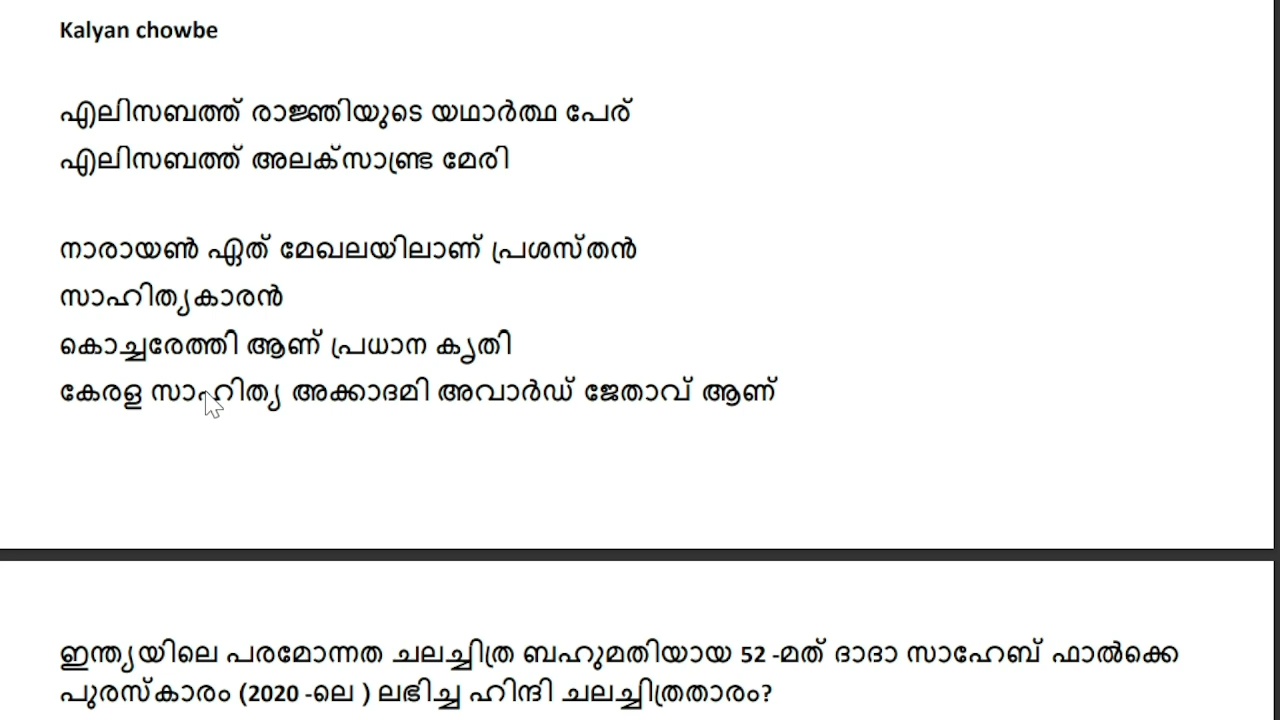 Kalyan chowbe
എലിസബത്ത് രാജ്ഞിയുടെ യഥാർത്ഥ പേര്
എലിസബത്ത് അലക്സാണ്ട്ര മേരി
നാരായൺ ഏത് മേഖലയിലാണ് പ്രശസ്തൻ
സാഹിത്യകാരൻ
കൊച്ചരേത്തി ആണ് പ്രധാന കൃതി
കേരള സാഹിത്യ അക്കാദമി അവാർഡ് ജേതാവ് ആണ്
ഇന്ത്യയിലെ പരമോന്നത ചലച്ചിത്ര ബഹുമതിയായ 52 -മത് ദാദാ സാഹേബ് ഫാൽക്കെ
പുരസ്കാരം (2020 -ലെ ) ലഭിച്ച ഹിന്ദി ചലച്ചിത്രതാരം?